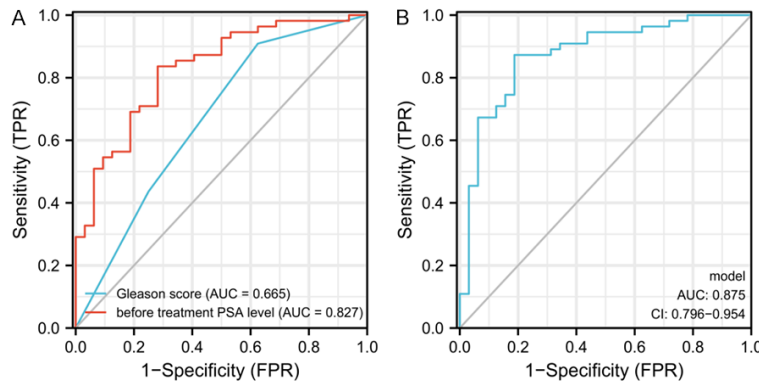 A
Sensitivity (TPR)
1.0
0.8
0.6
0.4
0.2
0.0
Gleason score (AUC = 0.665)
before treatment PSA level (AUC = 0.827)
0.0 0.2 0.4 0.6 0.8 1.0
1−Specificity (FPR)
B
Sensitivity (TPR)
1.0
0.8
0.6
0.4
0.2
0.0
model
AUC: 0.875
CI: 0.796−0.954
0.0 0.2 0.4 0.6 0.8 1.0
1−Specificity (FPR)